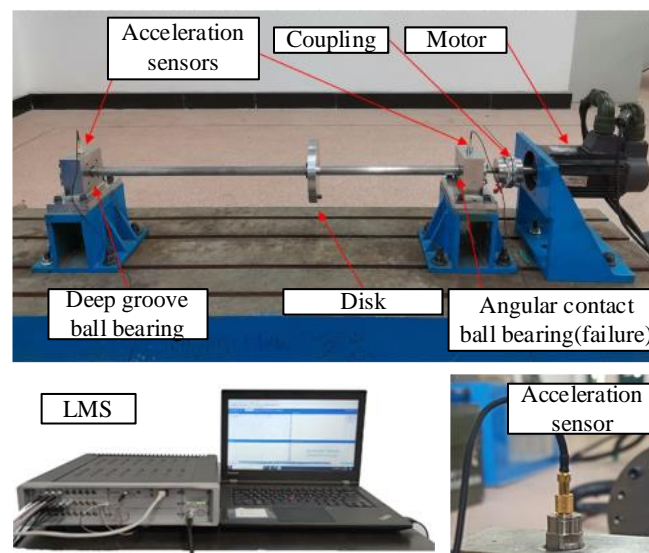 Acceleration
sensors
Coupling
Motor
Deep groove
ball bearing
Disk
Angular contact
ball bearing(failure)
LMS
Acceleration
sensor